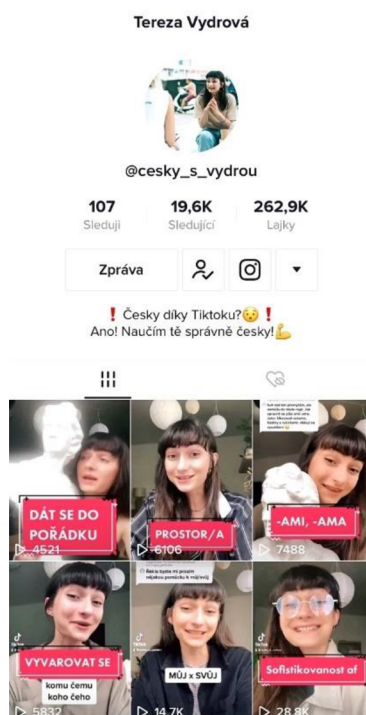 Tereza Vydrová
@cesky_s_vydrou
107
19,6K
262,9K
Sleduji
Sledující
Lajky
Zpráva
❗ Česky díky Tiktoku?😯❗
Ano! Naučím tě správně česky!💪
DÁT SE DO
POŘÁDKU
4521
PROSTOR/A
6106
-AMI, -AMA
7488
VYVAROVAT SE
komu čemu
koho čeho
5832
MŮJ x SVŮJ
14.7K
TikTok
Sofistikovanost af
28.8K